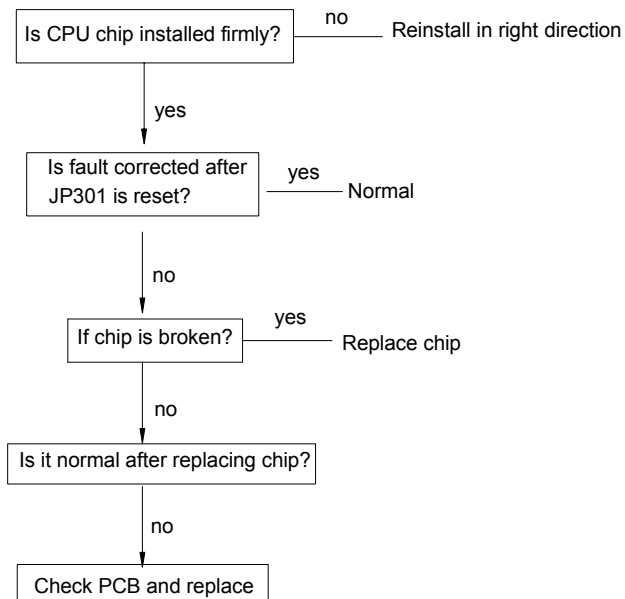 Is CPU chip installed firmly?
no
Reinstall in right direction
yes
Is fault corrected after
JP301 is reset?
yes
Normal
no
If chip is broken?
yes
Replace chip
no
Is it normal after replacing chip?
no
Check PCB and replace